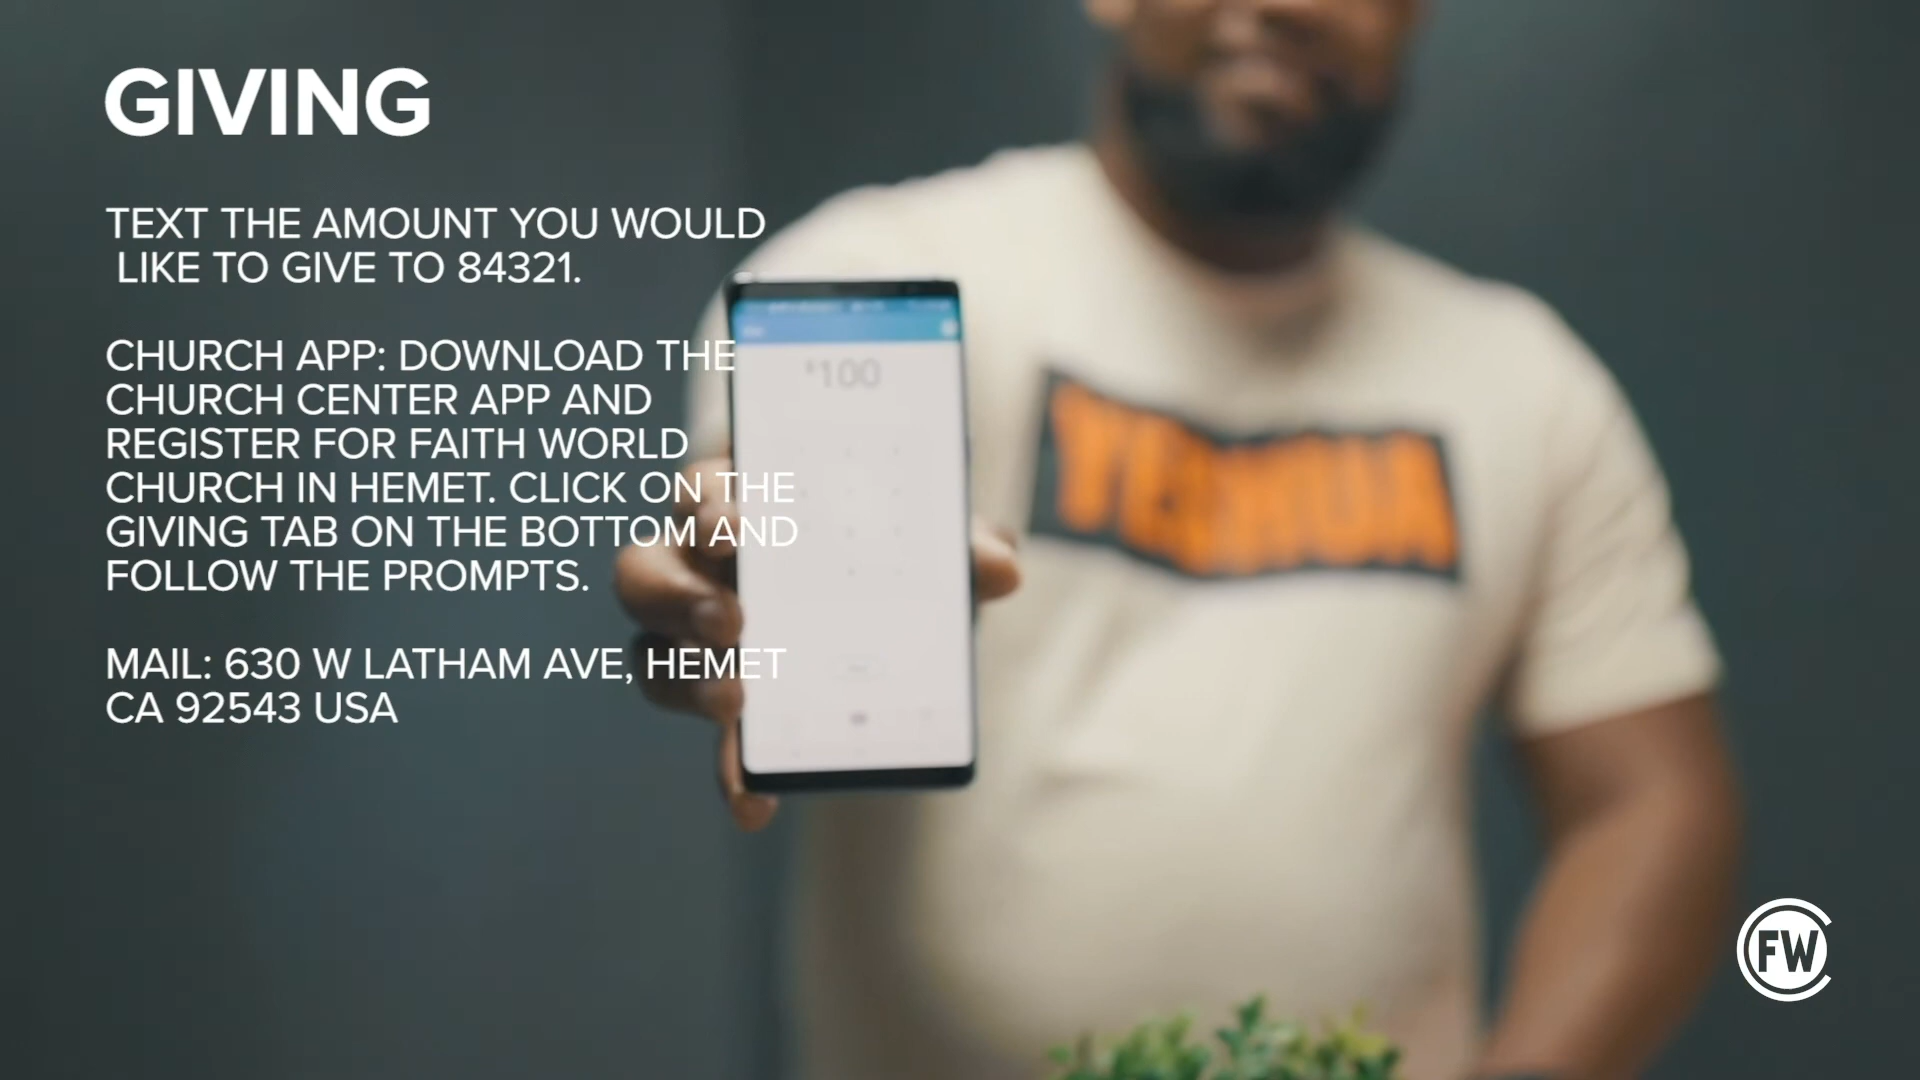 GIVING
TEXT THE AMOUNT YOU WOULD
LIKE TO GIVE TO 84321.
CHURCH APP: DOWNLOAD THE
CHURCH CENTER APP AND
REGISTER FOR FAITH WORLD
CHURCH IN HEMET. CLICK ON THE
GIVING TAB ON THE BOTTOM AND
FOLLOW THE PROMPTS.
MAIL: 630 W LATHAM AVE, HEMET
CA 92543 USA
$100
FW